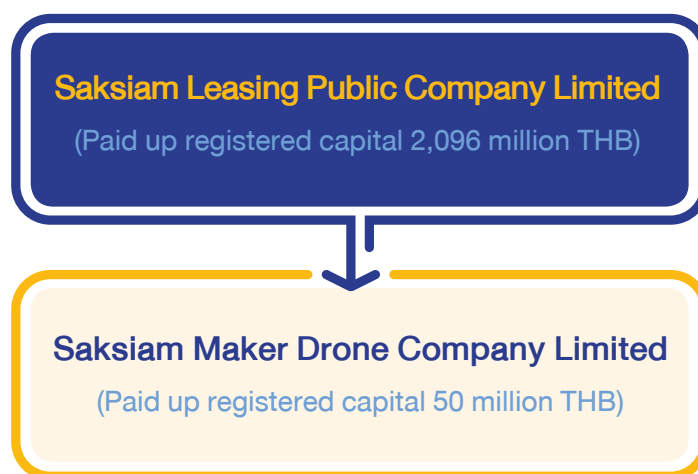 Saksiam Leasing Public Company Limited
(Paid up registered capital 2,096 million THB)
Saksiam Maker Drone Company Limited
(Paid up registered capital 50 million THB)